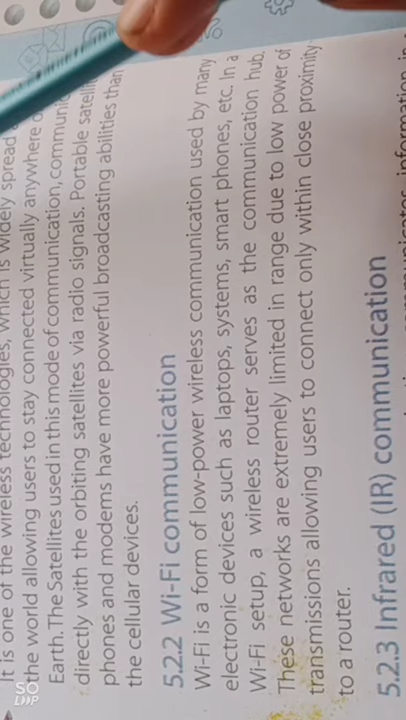 It is one of the wireless technologies, which is widely spread
the world allowing users to stay connected virtually anywhere
Earth. The Satellites used in this mode of communication,
directly with the orbiting satellites via radio signals. Portable
phones and modems have more powerful broadcasting abilities than
the cellular devices.
5.2.2 Wi-Fi communication
Wi-Fi is a form of low-power wireless communication used by many
electronic devices such as laptops, systems, smart phones, etc. In a
Wi-Fi setup, a wireless router serves as the communication hub.
These networks are extremely limited in range due to low power of
transmissions allowing users to connect only within close proximity
to a router.
5.2.3 Infrared (IR) communication
information in
SO
LOOP